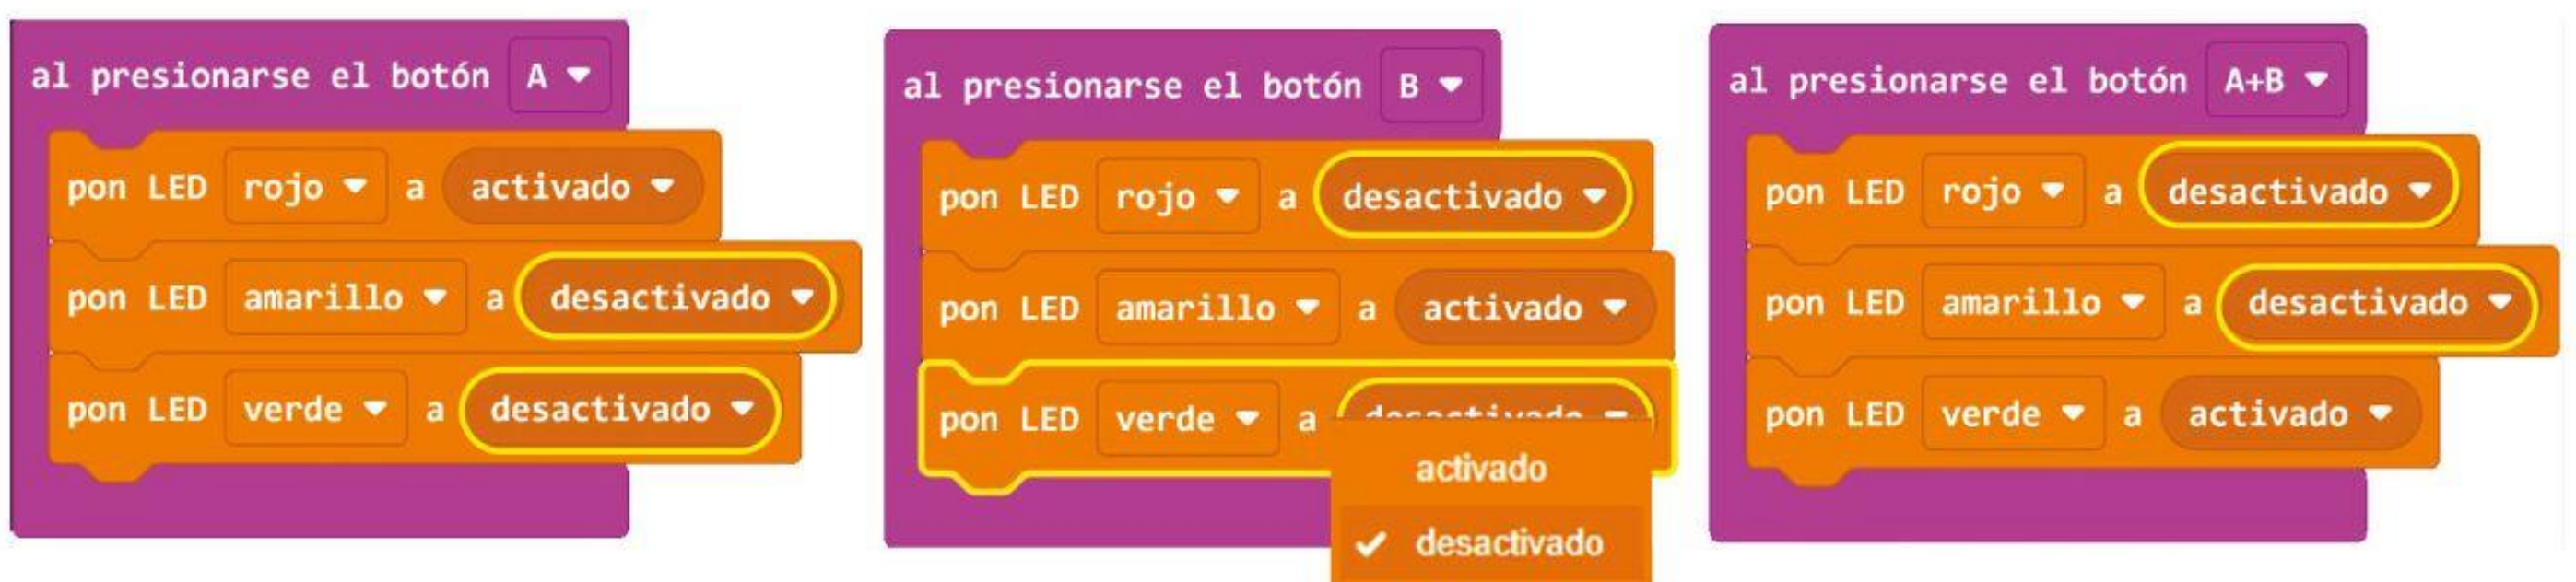 al presionarse el botón A
pon LED rojo a activado
pon LED amarillo a desactivado
pon LED verde a desactivado
al presionarse el botón B
pon LED rojo a desactivado
pon LED amarillo a activado
pon LED verde a desactivado
activado
desactivado
al presionarse el botón A+B
pon LED rojo a desactivado
pon LED amarillo a desactivado
pon LED verde a activado